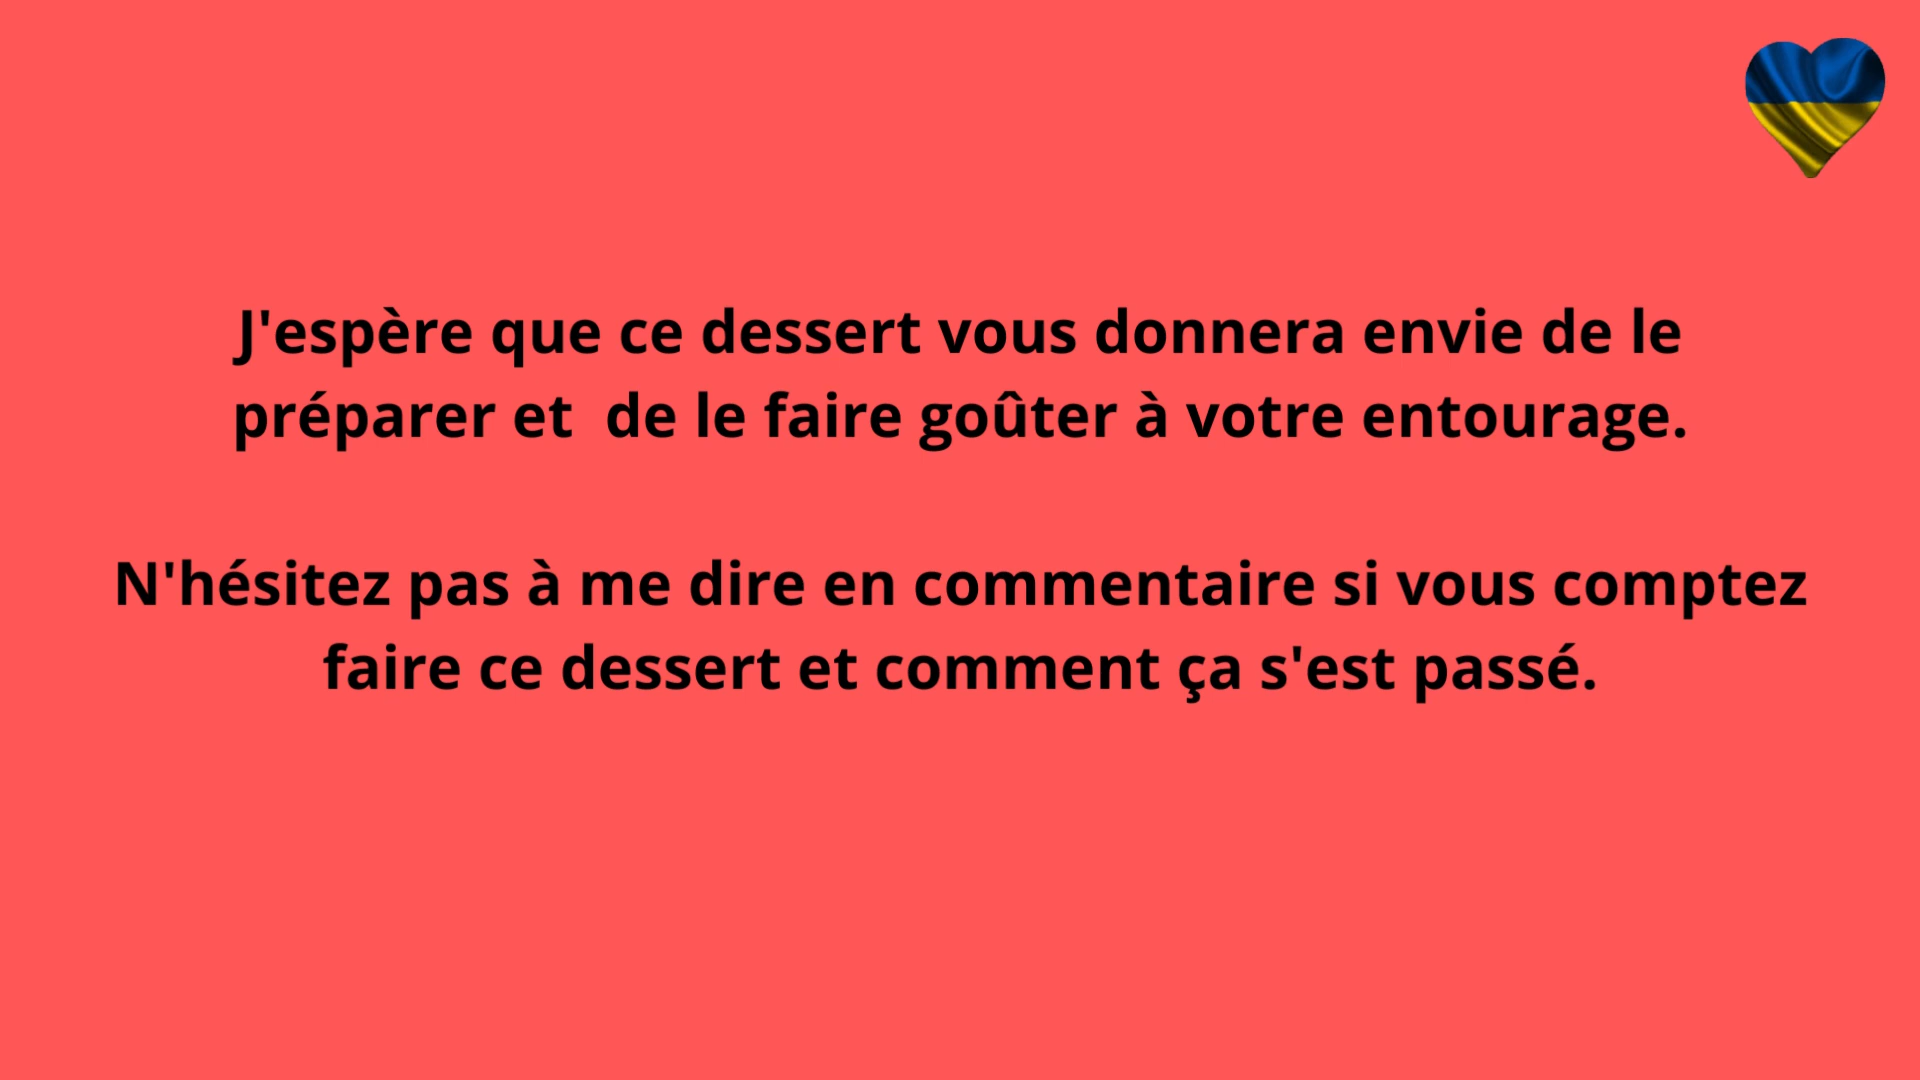 J'espère que ce dessert vous donnera envie de le
préparer et  de le faire goûter à votre entourage.
N'hésitez pas à me dire en commentaire si vous comptez
faire ce dessert et comment ça s'est passé.